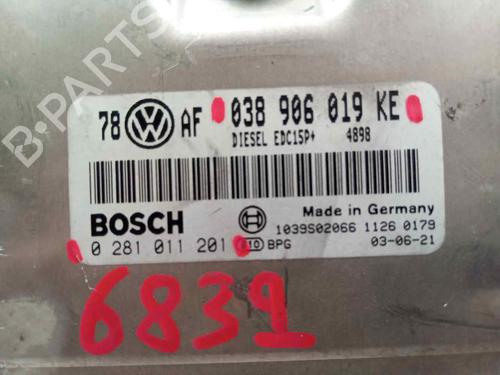 78 AF 038 906 019 KE
DIESEL EDC15P+ 4898
BOSCH
Made in Germany
1039S02066 1126 0179
0 281 011 201
e10 BPG
03-06-21
6839